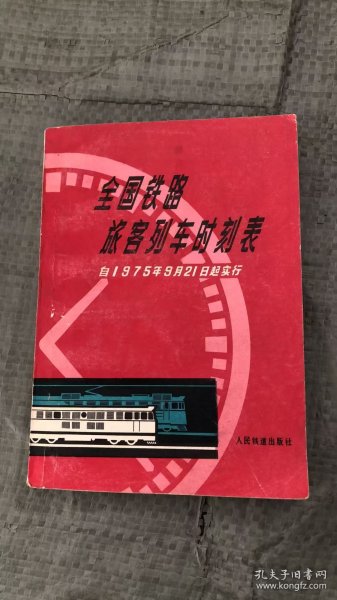 全国铁路
旅客列车时刻表
自1975年9月21日起实行
人民铁道出版社
孔夫子旧书网
www.kongfz.com